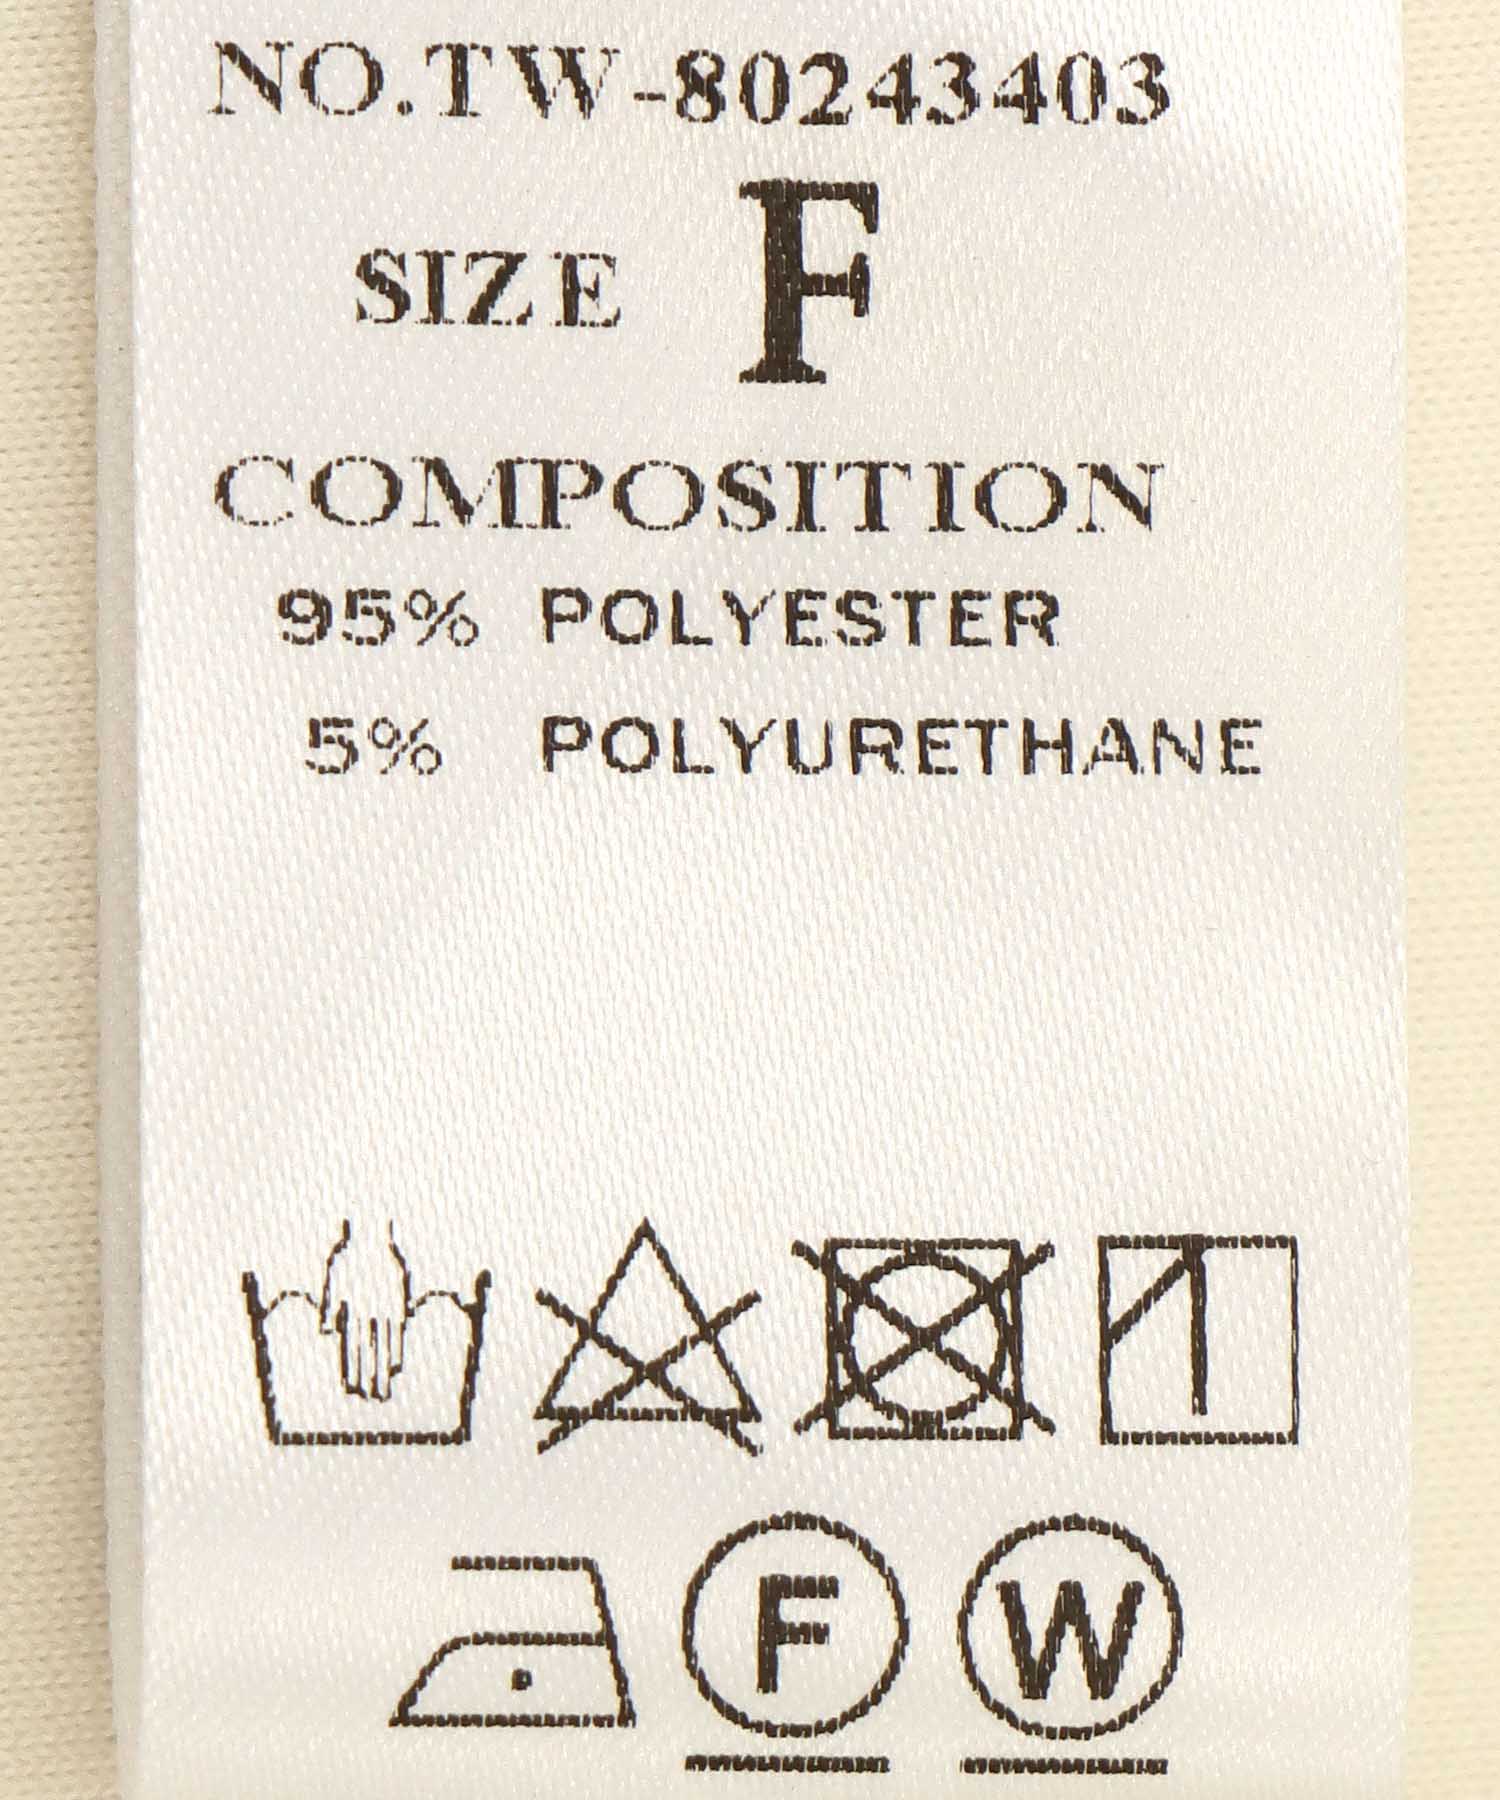 NO.TW-80243403
SIZE F
COMPOSITION
95% POLYESTER
5% POLYURETHANE
F W